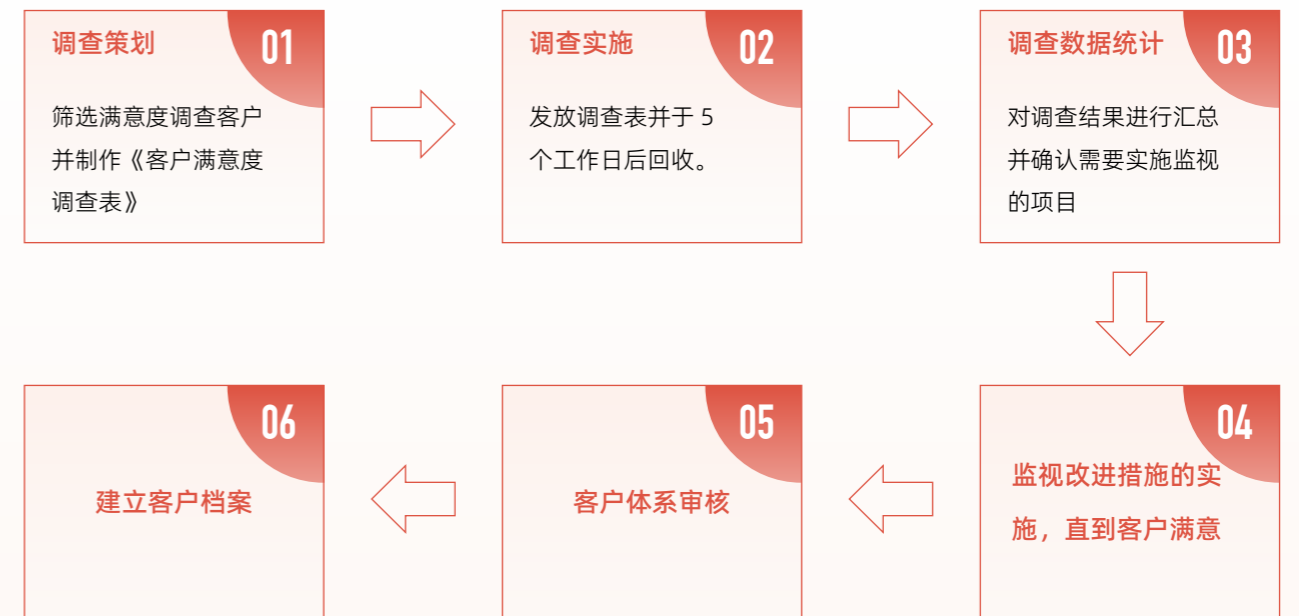 调查策划
01
筛选满意度调查客户
并制作《客户满意度
调查表》
调查实施
02
发放调查表并于 5
个工作日后回收。
调查数据统计
03
对调查结果进行汇总
并确认需要实施监视
的项目
04
监视改进措施的实
施，直到客户满意
05
客户体系审核
06
建立客户档案